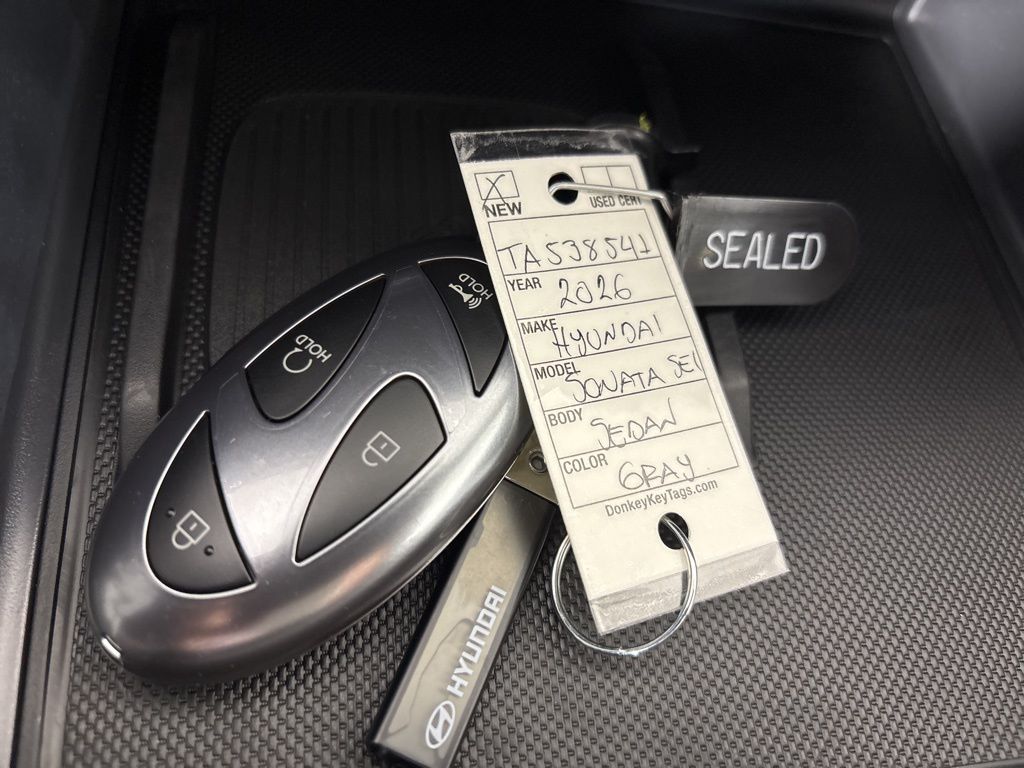 X
NEW
USED CERT
TA538541
YEAR 2026
MAKE HYUNDAI
MODEL SONATA SEL
BODY SEDAN
COLOR GRAY
DonkeyKeyTags.com
SEALED
HOLD
HOLD
HYUNDAI